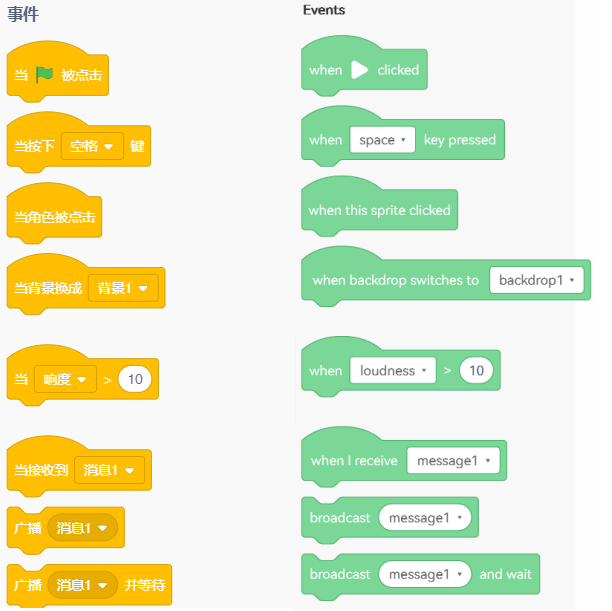 事件
当 被点击
当按下 空格 键
当角色被点击
当背景换成 背景1
当 响度 > 10
当接收到 消息1
广播 消息1
广播 消息1 并等待
Events
when clicked
when space key pressed
when this sprite clicked
when backdrop switches to backdrop1
when loudness > 10
when I receive message1
broadcast message1
broadcast message1 and wait